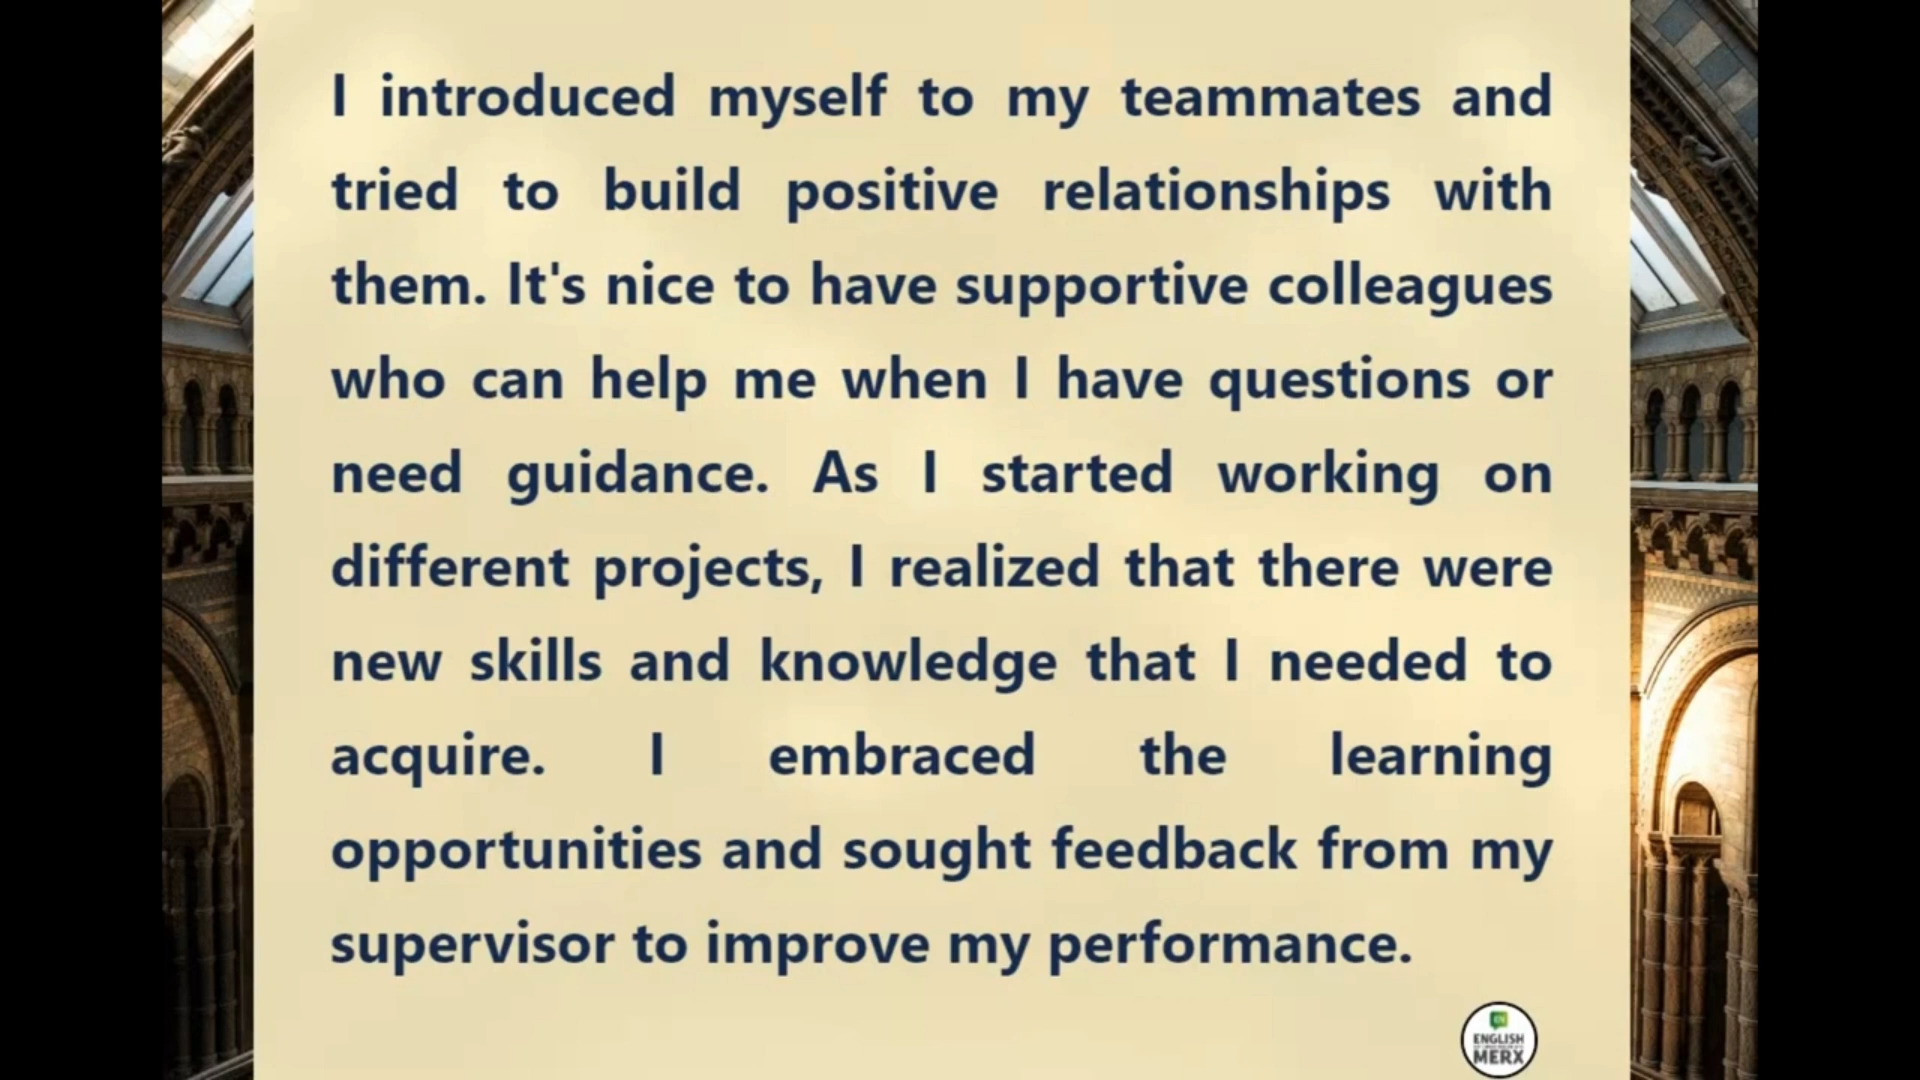 I introduced myself to my teammates and
tried to build positive relationships with
them. It's nice to have supportive colleagues
who can help me when I have questions or
need guidance. As I started working on
different projects, I realized that there were
new skills and knowledge that I needed to
acquire. I embraced the learning
opportunities and sought feedback from my
supervisor to improve my performance.
ENGLISH
MERX